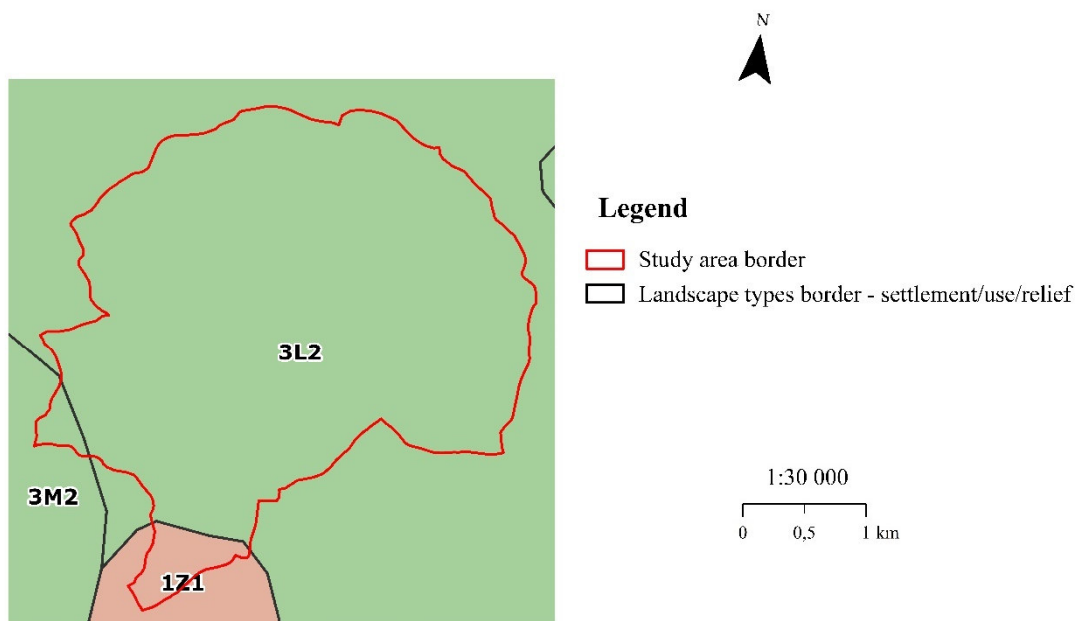 N
Legend
Study area border
Landscape types border - settlement/use/relief
3L2
3M2
1Z1
1:30 000
0 0,5 1 km